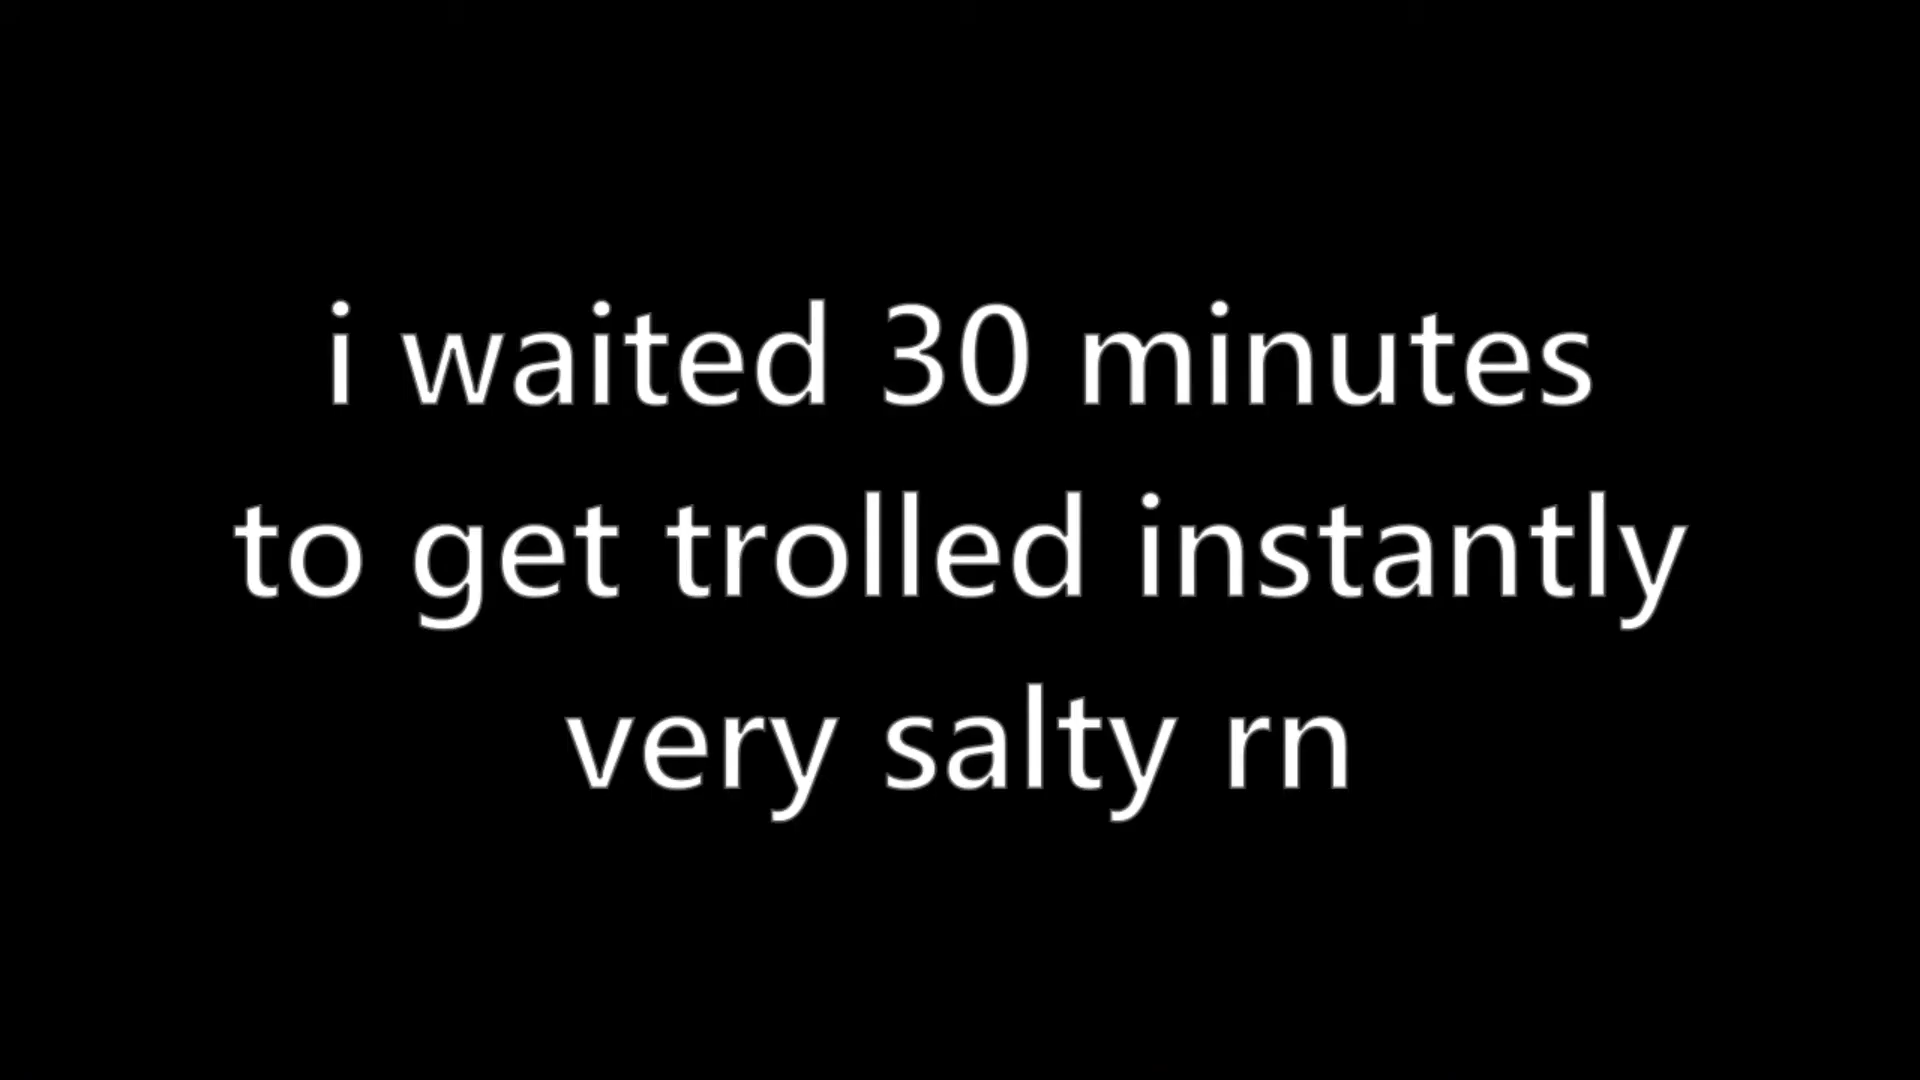 i waited 30 minutes
to get trolled instantly
very salty rn